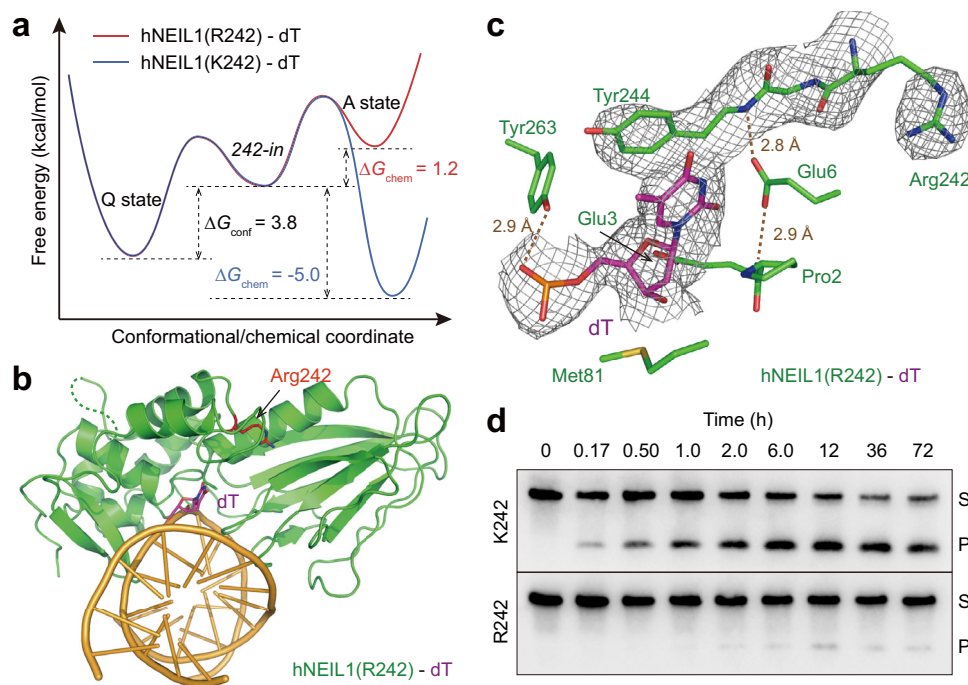 a
hNEIL1(R242) - dT
hNEIL1(K242) - dT
Free energy (kcal/mol)
Q state
242-in
A state
ΔGconf = 3.8
ΔGchem = 1.2
ΔGchem = -5.0
Conformational/chemical coordinate
b
Arg242
dT
hNEIL1(R242) - dT
c
Tyr244
Tyr263
2.8 Å
Glu6
Arg242
2.9 Å
Glu3
2.9 Å
Pro2
dT
Met81
hNEIL1(R242) - dT
d
Time (h)
0 0.17 0.50 1.0 2.0 6.0 12 36 72
K242
S
P
R242
S
P